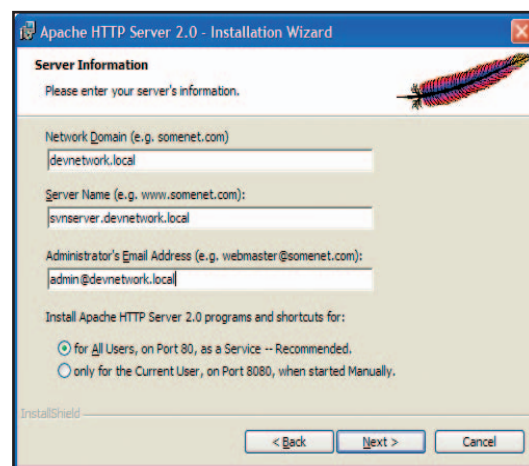 Apache HTTP Server 2.0 - Installation Wizard
Server Information
Please enter your server's information.
Network Domain (e.g. somenet.com)
devnetwork.local
Server Name (e.g. www.somenet.com):
svnserver.devnetwork.local
Administrator's Email Address (e.g. webmaster@somenet.com):
admin@devnetwork.local
Install Apache HTTP Server 2.0 programs and shortcuts for:
for All Users, on Port 80, as a Service -- Recommended.
only for the Current User, on Port 8080, when started Manually.
InstallShield
< Back Next > Cancel